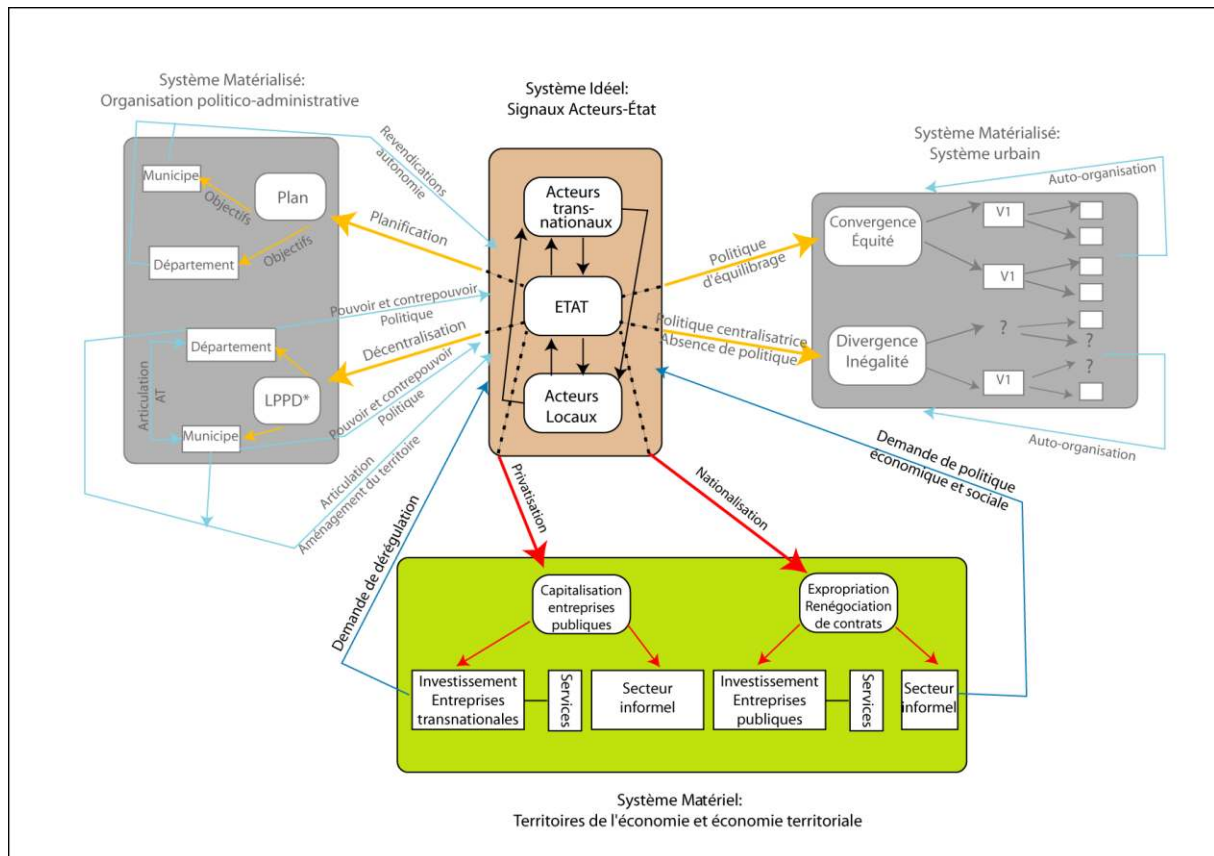 Système Matérialisé:
Organisation politico-administrative
Municipe
Plan
Objectifs
Objectifs
Département
Département
LPPD*
Municipe
Articulation
AT
Revendications
autonomie
Planification
Pouvoir et contrepouvoir
Politique
Décentralisation
Pouvoir et contrepouvoir
Politique
Articulation
Aménagement du territoire
Système Idéel:
Signaux Acteurs-État
Acteurs
trans-
nationaux
ETAT
Acteurs
Locaux
Politique
d'équilibrage
Politique centralisatrice
Absence de politique
Système Matérialisé:
Système urbain
Auto-organisation
Convergence
Équité
V1
V1
Divergence
Inégalité
?
?
?
V1
Auto-organisation
Demande de dérégulation
Privatisation
Nationalisation
Demande de politique
économique et sociale
Capitalisation
entreprises
publiques
Expropriation
Renégociation
de contrats
Investissement
Entreprises
transnationales
Services
Secteur
informel
Investissement
Entreprises
publiques
Services
Secteur
informel
Système Matériel:
Territoires de l'économie et économie territoriale